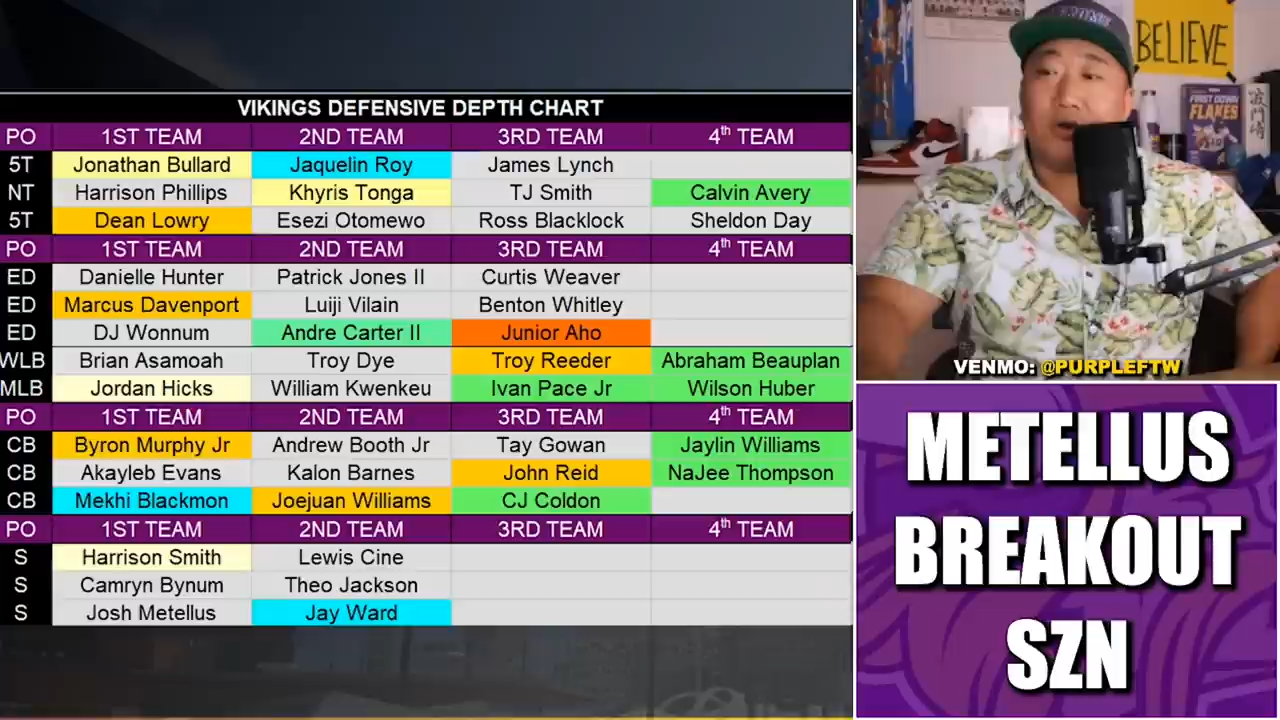 VIKINGS DEFENSIVE DEPTH CHART
PO 1ST TEAM 2ND TEAM 3RD TEAM 4th TEAM
5T Jonathan Bullard Jaquelin Roy James Lynch
NT Harrison Phillips Khyris Tonga TJ Smith Calvin Avery
5T Dean Lowry Esezi Otomewo Ross Blacklock Sheldon Day
PO 1ST TEAM 2ND TEAM 3RD TEAM 4th TEAM
ED Danielle Hunter Patrick Jones II Curtis Weaver
ED Marcus Davenport Luiji Vilain Benton Whitley
ED DJ Wonnum Andre Carter II Junior Aho
WLB Brian Asamoah Troy Dye Troy Reeder Abraham Beauplan
MLB Jordan Hicks William Kwenkeu Ivan Pace Jr Wilson Huber
PO 1ST TEAM 2ND TEAM 3RD TEAM 4th TEAM
CB Byron Murphy Jr Andrew Booth Jr Tay Gowan Jaylin Williams
CB Akayleb Evans Kalon Barnes John Reid NaJee Thompson
CB Mekhi Blackmon Joejuan Williams CJ Coldon
PO 1ST TEAM 2ND TEAM 3RD TEAM 4th TEAM
S Harrison Smith Lewis Cine
S Camryn Bynum Theo Jackson
S Josh Metellus Jay Ward
BELIEVE
FIRST DOWN
FLAKES
VENMO: @PURPLEFTW
METELLUS
BREAKOUT
SZN